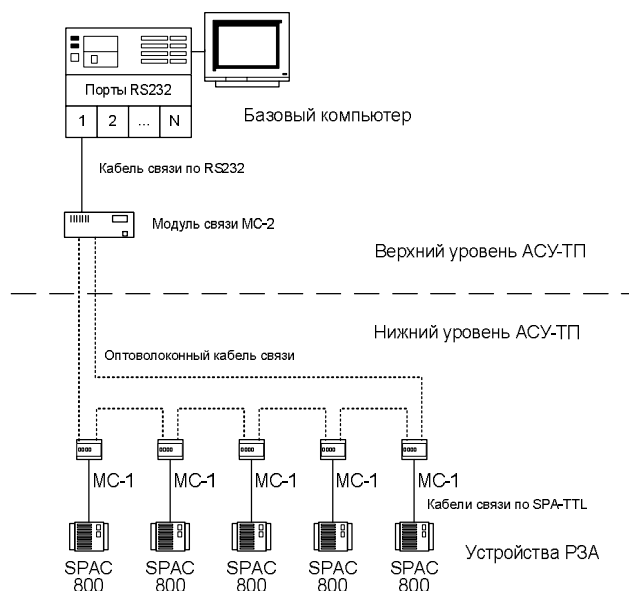 Порты RS232
1 2 ... N
Базовый компьютер
Кабель связи по RS232
Модуль связи МС-2
Верхний уровень АСУ-ТП
Нижний уровень АСУ-ТП
Оптоволоконный кабель связи
МС-1 МС-1 МС-1 МС-1 МС-1
Кабели связи по SPA-TTL
Устройства РЗА
SPAC SPAC SPAC SPAC SPAC
800 800 800 800 800